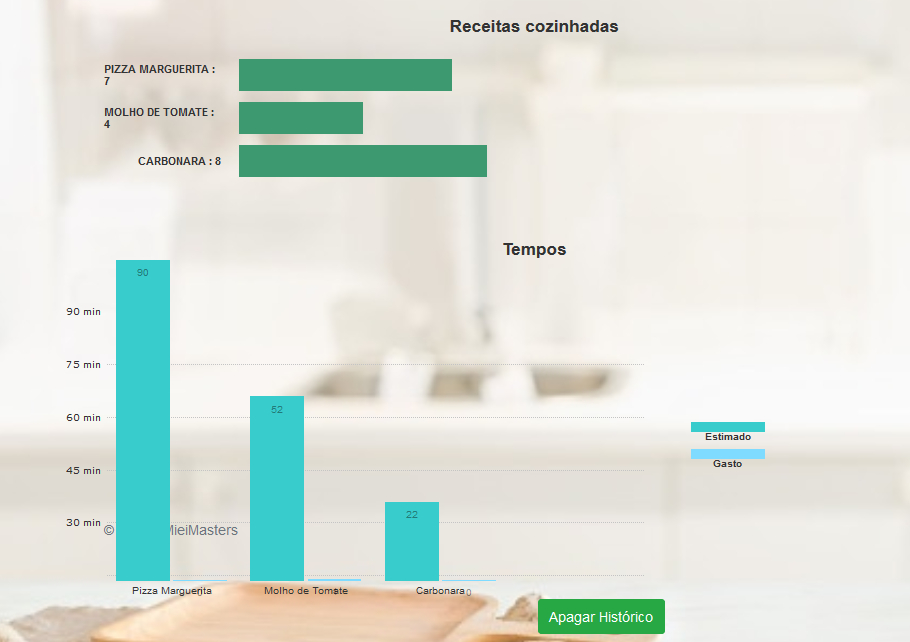 Receitas cozinhadas
PIZZA MARGUERITA :
7
MOLHO DE TOMATE :
4
CARBONARA : 8
Tempos
90
90 min
75 min
60 min
52
Estimado
45 min
Gasto
22
30 min
© MieiMasters
Pizza Marguerita 0
Molho de Tomate
Carbonara 0
Apagar Histórico